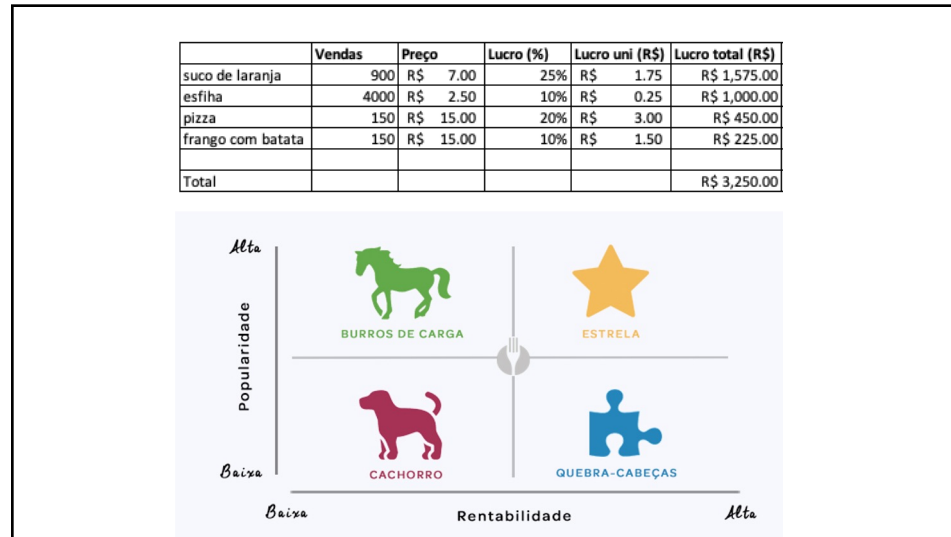 Vendas Preço Lucro (%) Lucro uni (R$) Lucro total (R$)
suco de laranja 900 R$ 7.00 25% R$ 1.75 R$ 1,575.00
esfiha 4000 R$ 2.50 10% R$ 0.25 R$ 1,000.00
pizza 150 R$ 15.00 20% R$ 3.00 R$ 450.00
frango com batata 150 R$ 15.00 10% R$ 1.50 R$ 225.00
Total R$ 3,250.00
Alta
BURROS DE CARGA ESTRELA
Popularidade
CACHORRO QUEBRA-CABEÇAS
Baixa
Baixa Rentabilidade Alta